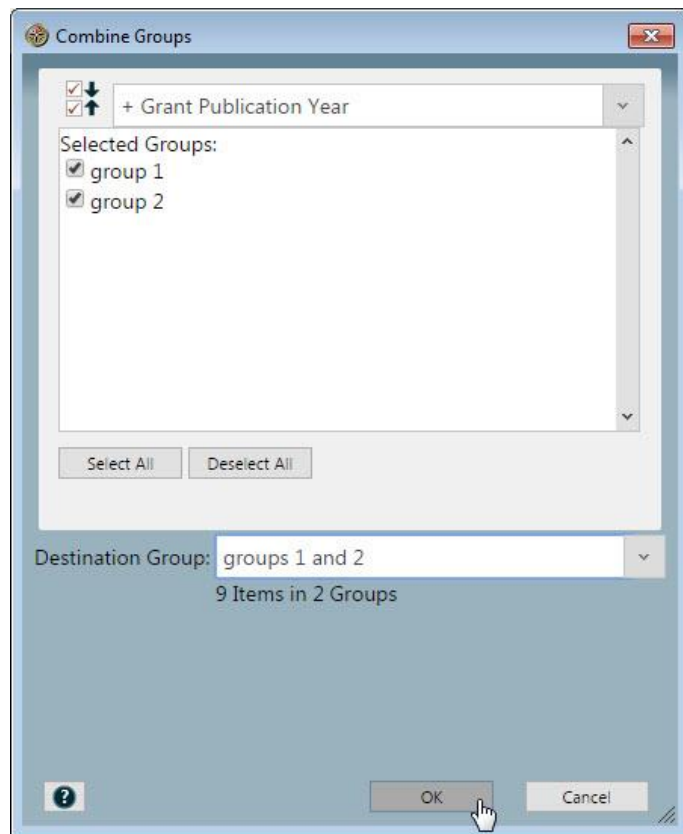 Combine Groups
+ Grant Publication Year
Selected Groups:
group 1
group 2
Select All Deselect All
Destination Group: groups 1 and 2
9 Items in 2 Groups
? OK Cancel